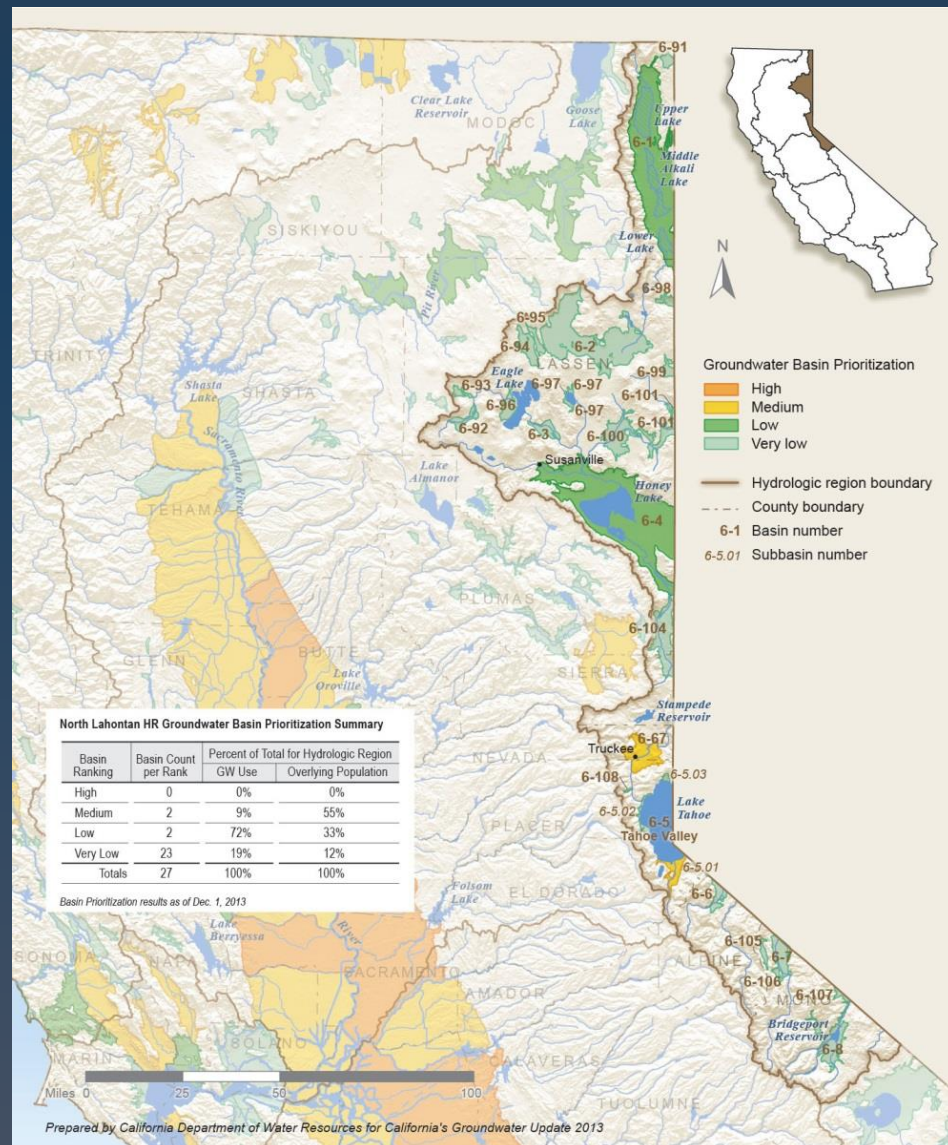 6-91
Clear Lake
Reservoir
Goose
Lake
MODOC
Upper
Lake
6-1
Middle
Alkali
Lake
SISKIYOU
Lower
Lake
N
Pit River
6-98
6-95
6-94
6-2
LASSEN
TRINITY
Shasta
Lake
SHASTA
Eagle
Lake
6-93
6-97
6-97
6-99
6-96
6-97
6-101
6-92
6-3
6-100
6-101
Sacramento River
Susanville
Lake
Almanor
Honey
Lake
TEHAMA
6-4
Groundwater Basin Prioritization
High
Medium
Low
Very low
Hydrologic region boundary
County boundary
6-1 Basin number
6-5.01 Subbasin number
PLUMAS
6-104
GLENN
BUTTE
SIERRA
Lake
Oroville
Stampede
Reservoir
6-67
Truckee
NEVADA
6-108
6-5.03
6-5.02
Lake
Tahoe
PLACER
6-5
Tahoe Valley
6-5.01
6-6
North Lahontan HR Groundwater Basin Prioritization Summary
Basin Ranking Basin Count per Rank Percent of Total for Hydrologic Region
GW Use Overlying Population
High 0 0% 0%
Medium 2 9% 55%
Low 2 72% 33%
Very Low 23 19% 12%
Totals 27 100% 100%
Basin Prioritization results as of Dec. 1, 2013
Folsom
Lake
EL DORADO
Lake
Berryessa
River
SONOMA
NAPA
SACRAMENTO
6-105
ALPINE
6-7
6-106
6-107
MONO
AMADOR
Bridgeport
Reservoir
6-8
SOLANO
MARIN
CALAVERAS
TUOLUMNE
Miles 0 25 50 100
Prepared by California Department of Water Resources for California's Groundwater Update 2013